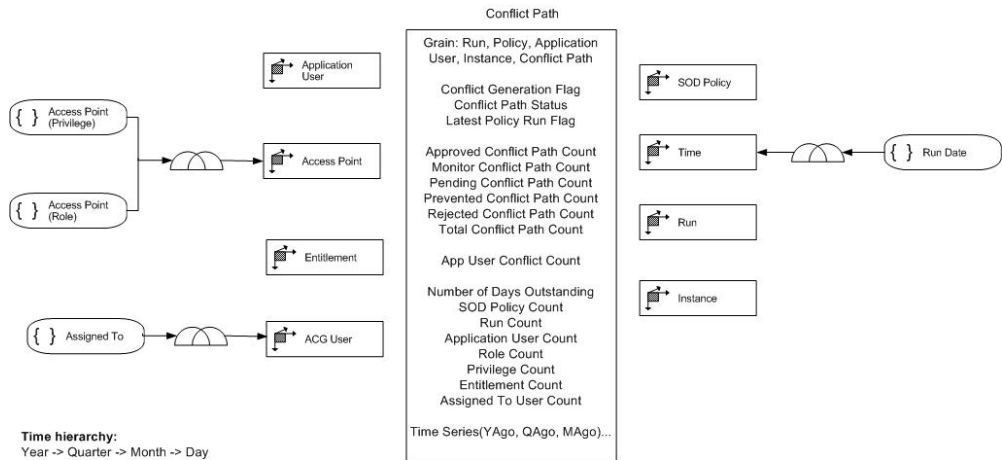 Conflict Path
Application
User
{ } Access Point
(Privilege)
Access Point
{ } Access Point
(Role)
Entitlement
{ } Assigned To
ACG User
Grain: Run, Policy, Application
User, Instance, Conflict Path
Conflict Generation Flag
Conflict Path Status
Latest Policy Run Flag
Approved Conflict Path Count
Monitor Conflict Path Count
Pending Conflict Path Count
Prevented Conflict Path Count
Rejected Conflict Path Count
Total Conflict Path Count
App User Conflict Count
Number of Days Outstanding
SOD Policy Count
Run Count
Application User Count
Role Count
Privilege Count
Entitlement Count
Assigned To User Count
Time Series(YAgo, QAgo, MAgo)...
SOD Policy
Time
{ } Run Date
Run
Instance
Time hierarchy:
Year -> Quarter -> Month -> Day